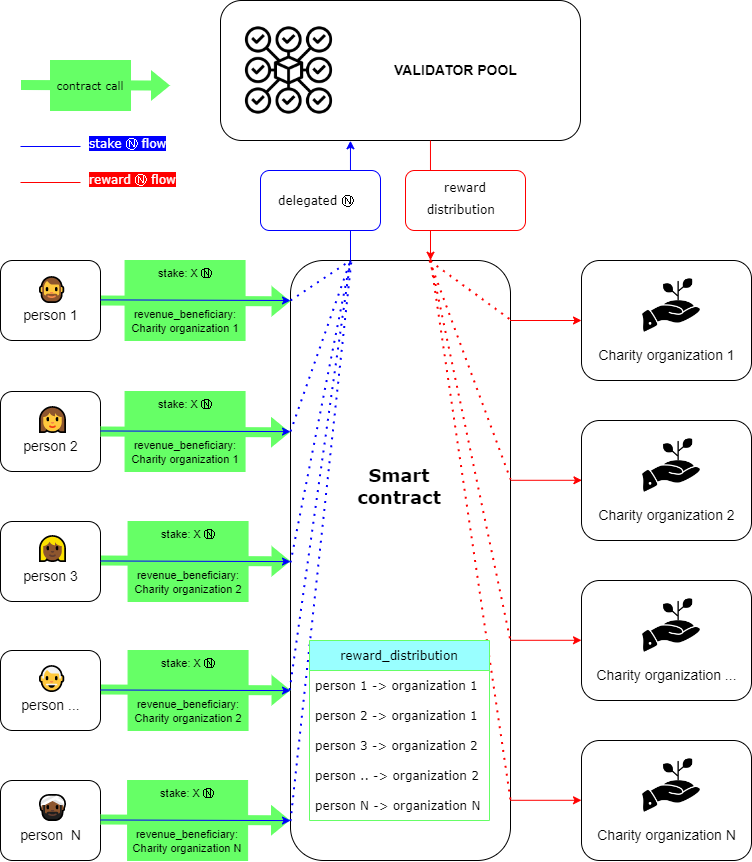 VALIDATOR POOL
contract call
stake Ⓝ flow
reward Ⓝ flow
delegated Ⓝ
reward
distribution
person 1
stake: X Ⓝ
revenue_beneficiary:
Charity organization 1
person 2
stake: X Ⓝ
revenue_beneficiary:
Charity organization 1
person 3
stake: X Ⓝ
revenue_beneficiary:
Charity organization 2
person ...
stake: X Ⓝ
revenue_beneficiary:
Charity organization 2
person N
stake: X Ⓝ
revenue_beneficiary:
Charity organization N
Smart
contract
reward_distribution
person 1 -> organization 1
person 2 -> organization 1
person 3 -> organization 2
person .. -> organization 2
person N -> organization N
Charity organization 1
Charity organization 2
Charity organization ...
Charity organization N